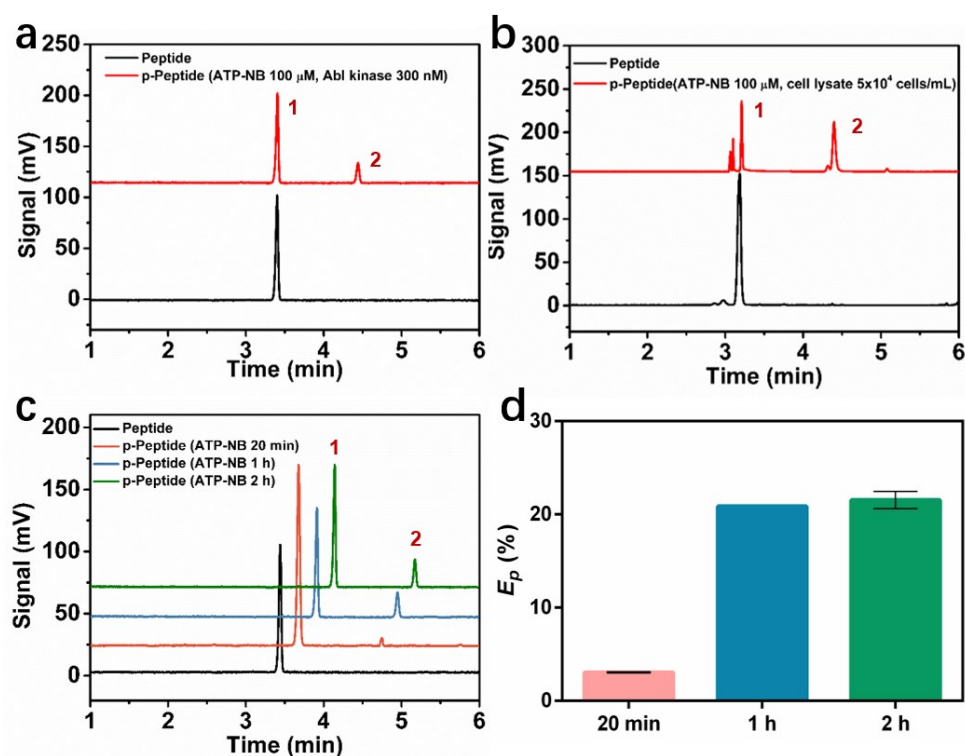 a
250
200
150
100
50
0
Signal (mV)
Peptide
p-Peptide (ATP-NB 100 μM, Abl kinase 300 nM)
1
2
1 2 3 4 5 6
Time (min)
b
300
250
200
150
100
50
0
Signal (mV)
Peptide
p-Peptide(ATP-NB 100 μM, cell lysate 5x10⁴ cells/mL)
1
2
1 2 3 4 5 6
Time (min)
c
200
150
100
50
0
Signal (mV)
Peptide
p-Peptide (ATP-NB 20 min)
p-Peptide (ATP-NB 1 h)
p-Peptide (ATP-NB 2 h)
1
2
1 2 3 4 5 6
Time (min)
d
30
20
10
0
Ep (%)
20 min 1 h 2 h